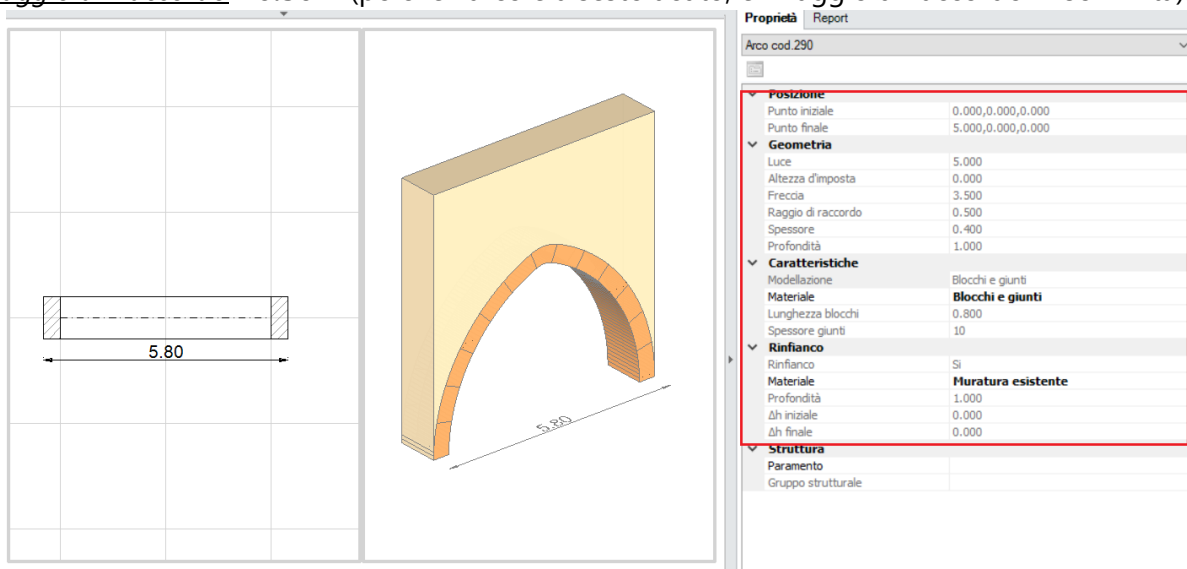 Proprietà Report
Arco cod.290
Posizione
Punto iniziale 0.000,0.000,0.000
Punto finale 5.000,0.000,0.000
Geometria
Luce 5.000
Altezza d'imposta 0.000
Freccia 3.500
Raggio di raccordo 0.500
Spessore 0.400
Profondità 1.000
Caratteristiche
Modellazione Blocchi e giunti
Materiale Blocchi e giunti
Lunghezza blocchi 0.800
Spessore giunti 10
Rinfianco
Rinfianco Si
Materiale Muratura esistente
Profondità 1.000
Δh iniziale 0.000
Δh finale 0.000
Struttura
Paramento
Gruppo strutturale
5.80
5.80